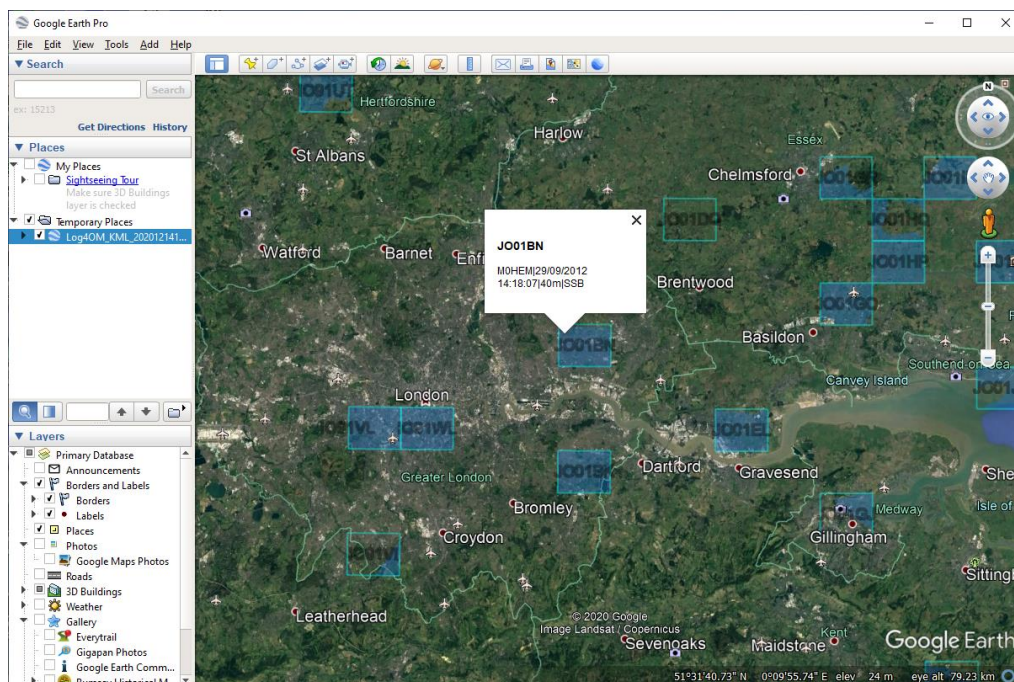 Google Earth Pro
File Edit View Tools Add Help
Search
Search
ex: 15213
Get Directions History
Places
My Places
Sightseeing Tour
Make sure 3D Buildings
layer is checked
Temporary Places
Log4OM_KML_202012141...
Layers
Primary Database
Announcements
Borders and Labels
Borders
Labels
Places
Photos
Google Maps Photos
Roads
3D Buildings
Weather
Gallery
Everytrail
Gigapan Photos
Google Earth Comm...
Hertfordshire
Harlow
Essex
St Albans
Chelmsford
N
JO01BN
M0HEM|29/09/2012
14:18:07|40m|SSB
Watford
Barnet
Enfi
Brentwood
JO01HP
JO01BN
Basildon
Southend-on-Sea
Canvey Island
London
JO01EL
Greater London
Dartford
Gravesend
She
Bromley
Medway
Isle of
Croydon
Gillingham
Sitting
Leatherhead
© 2020 Google
Image Landsat / Copernicus
Sevenoaks
Maidstone
Kent
Google Earth
51°31'40.73" N 0°09'55.74" E elev 24 m eye alt 79.23 km